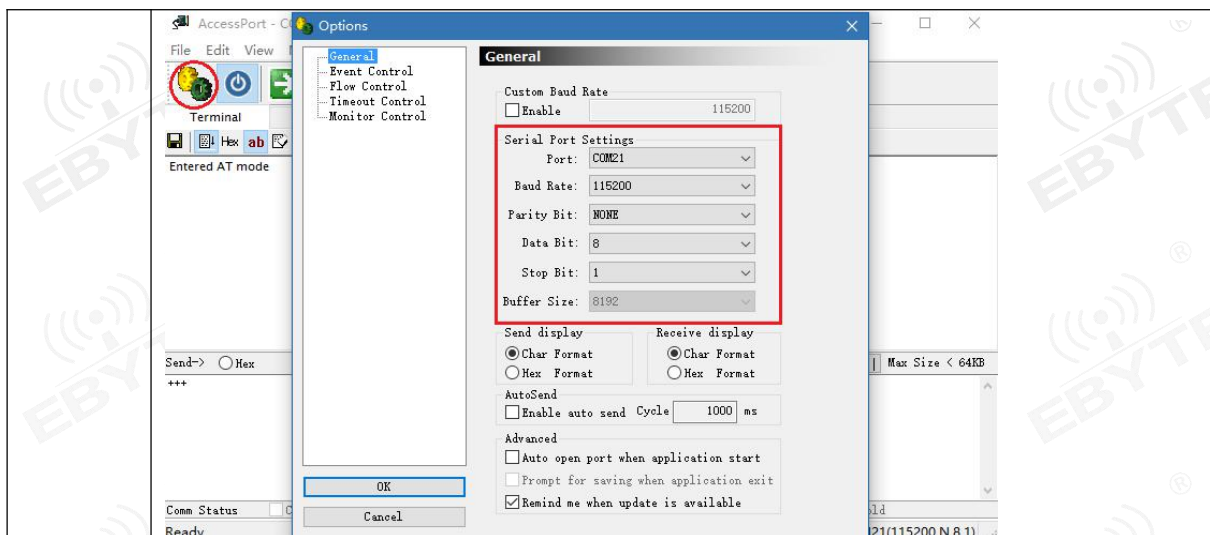 AccessPort - C
Options
File Edit View
General
Event Control
Flow Control
Timeout Control
Monitor Control
General
Custom Baud Rate
Enable 115200
Terminal
Hex ab
Entered AT mode
Serial Port Settings
Port: COM21
Baud Rate: 115200
Parity Bit: NONE
Data Bit: 8
Stop Bit: 1
Buffer Size: 8192
Send display Receive display
Char Format Char Format
Hex Format Hex Format
Send-> Hex
Max Size < 64KB
+++
AutoSend
Enable auto send Cycle 1000 ms
Advanced
Auto open port when application start
Prompt for saving when application exit
Remind me when update is available
OK
Cancel
Comm Status C
old
Ready
21(115200,N,8,1)
EBYTE
®